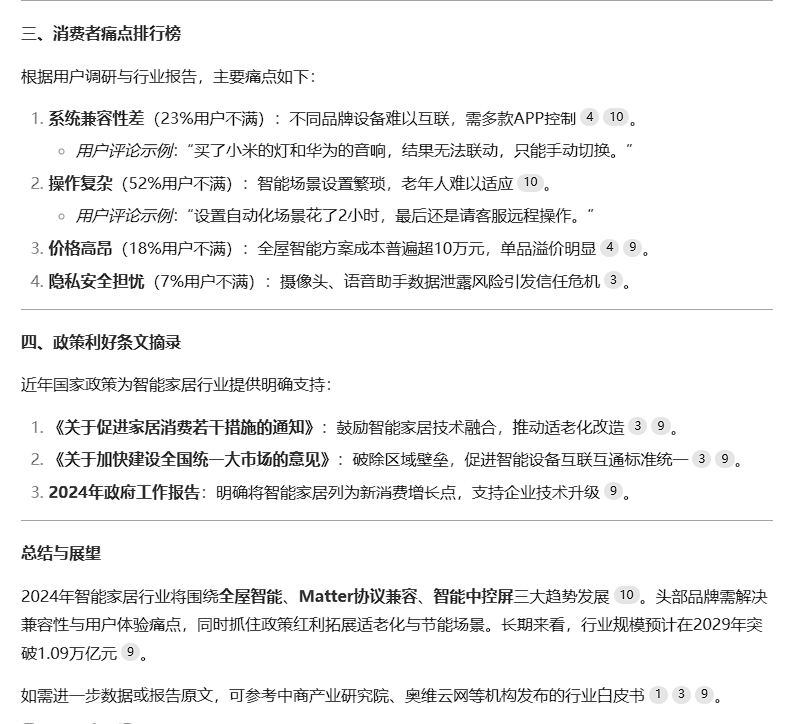 三、消费者痛点排行榜
根据用户调研与行业报告，主要痛点如下：
1. 系统兼容性差（23%用户不满）：不同品牌设备难以互联，需多款APP控制 4 10 。
○ 用户评论示例：“买了小米的灯和华为的音响，结果无法联动，只能手动切换。”
2. 操作复杂（52%用户不满）：智能场景设置繁琐，老年人难以适应 10 。
○ 用户评论示例：“设置自动化场景花了2小时，最后还是请客服远程操作。”
3. 价格高昂（18%用户不满）：全屋智能方案成本普遍超10万元，单品溢价明显 4 9 。
4. 隐私安全担忧（7%用户不满）：摄像头、语音助手数据泄露风险引发信任危机 3 。
四、政策利好条文摘录
近年国家政策为智能家居行业提供明确支持：
1. 《关于促进家居消费若干措施的通知》：鼓励智能家居技术融合，推动适老化改造 3 9 。
2. 《关于加快建设全国统一大市场的意见》：破除区域壁垒，促进智能设备互联互通标准统一 3 9 。
3. 2024年政府工作报告：明确将智能家居列为新消费增长点，支持企业技术升级 9 。
总结与展望
2024年智能家居行业将围绕全屋智能、Matter协议兼容、智能中控屏三大趋势发展 10 。头部品牌需解决
兼容性与用户体验痛点，同时抓住政策红利拓展适老化与节能场景。长期来看，行业规模预计在2029年突
破1.09万亿元 9 。
如需进一步数据或报告原文，可参考中商产业研究院、奥维云网等机构发布的行业白皮书 1 3 9 。